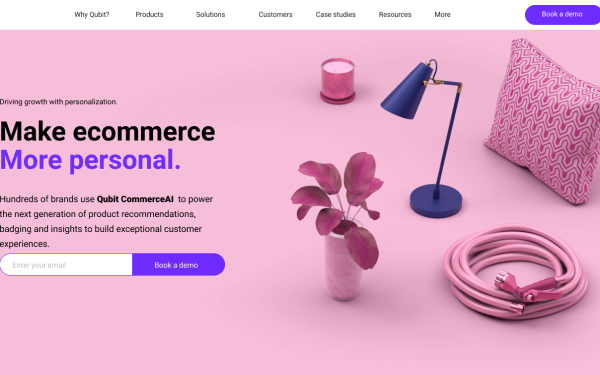 Why Qubit? Products Solutions Customers Case studies Resources More Book a demo
Driving growth with personalization.
Make ecommerce
More personal.
Hundreds of brands use Qubit CommerceAI to power
the next generation of product recommendations,
badging and insights to build exceptional customer
experiences.
Enter your email Book a demo